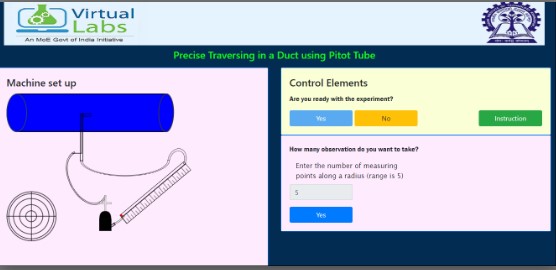 Virtual
Labs
An MoE Govt of India Initiative
Precise Traversing in a Duct using Pitot Tube
Machine set up
Control Elements
Are you ready with the experiment?
Yes
No
Instruction
How many observation do you want to take?
Enter the number of measuring
points along a radius (range is 5)
5
Yes